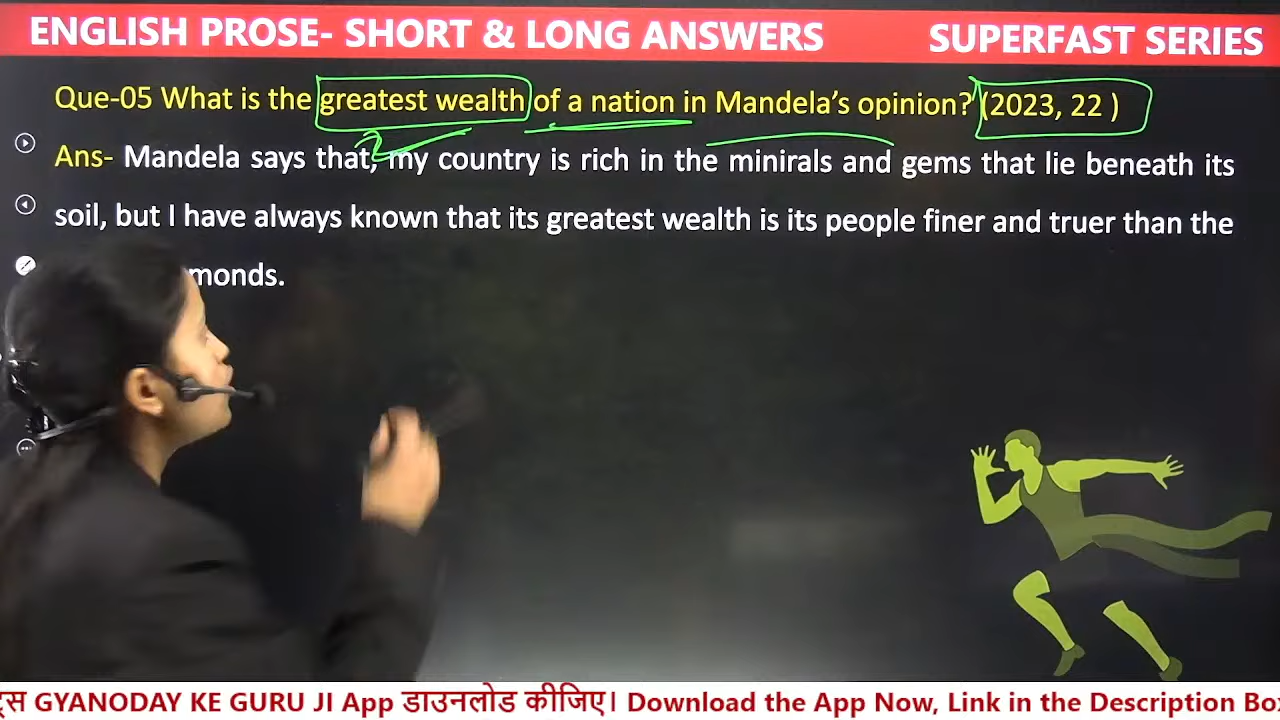 ENGLISH PROSE- SHORT & LONG ANSWERS SUPERFAST SERIES
Que-05 What is the greatest wealth of a nation in Mandela's opinion? (2023, 22 )
Ans- Mandela says that, my country is rich in the minirals and gems that lie beneath its
soil, but I have always known that its greatest wealth is its people finer and truer than the
monds.
GYANODAY KE GURU JI App डाउनलोड कीजिए। Download the App Now, Link in the Description